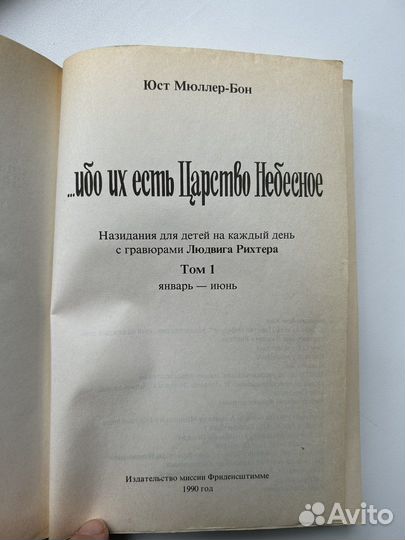 Юст Мюллер-Бон
...ибо их есть Царство Небесное
Назидания для детей на каждый день
с гравюрами Людвига Рихтера
Том 1
январь — июнь
Издательство миссии Фриденсштимме
1990 год
Avito